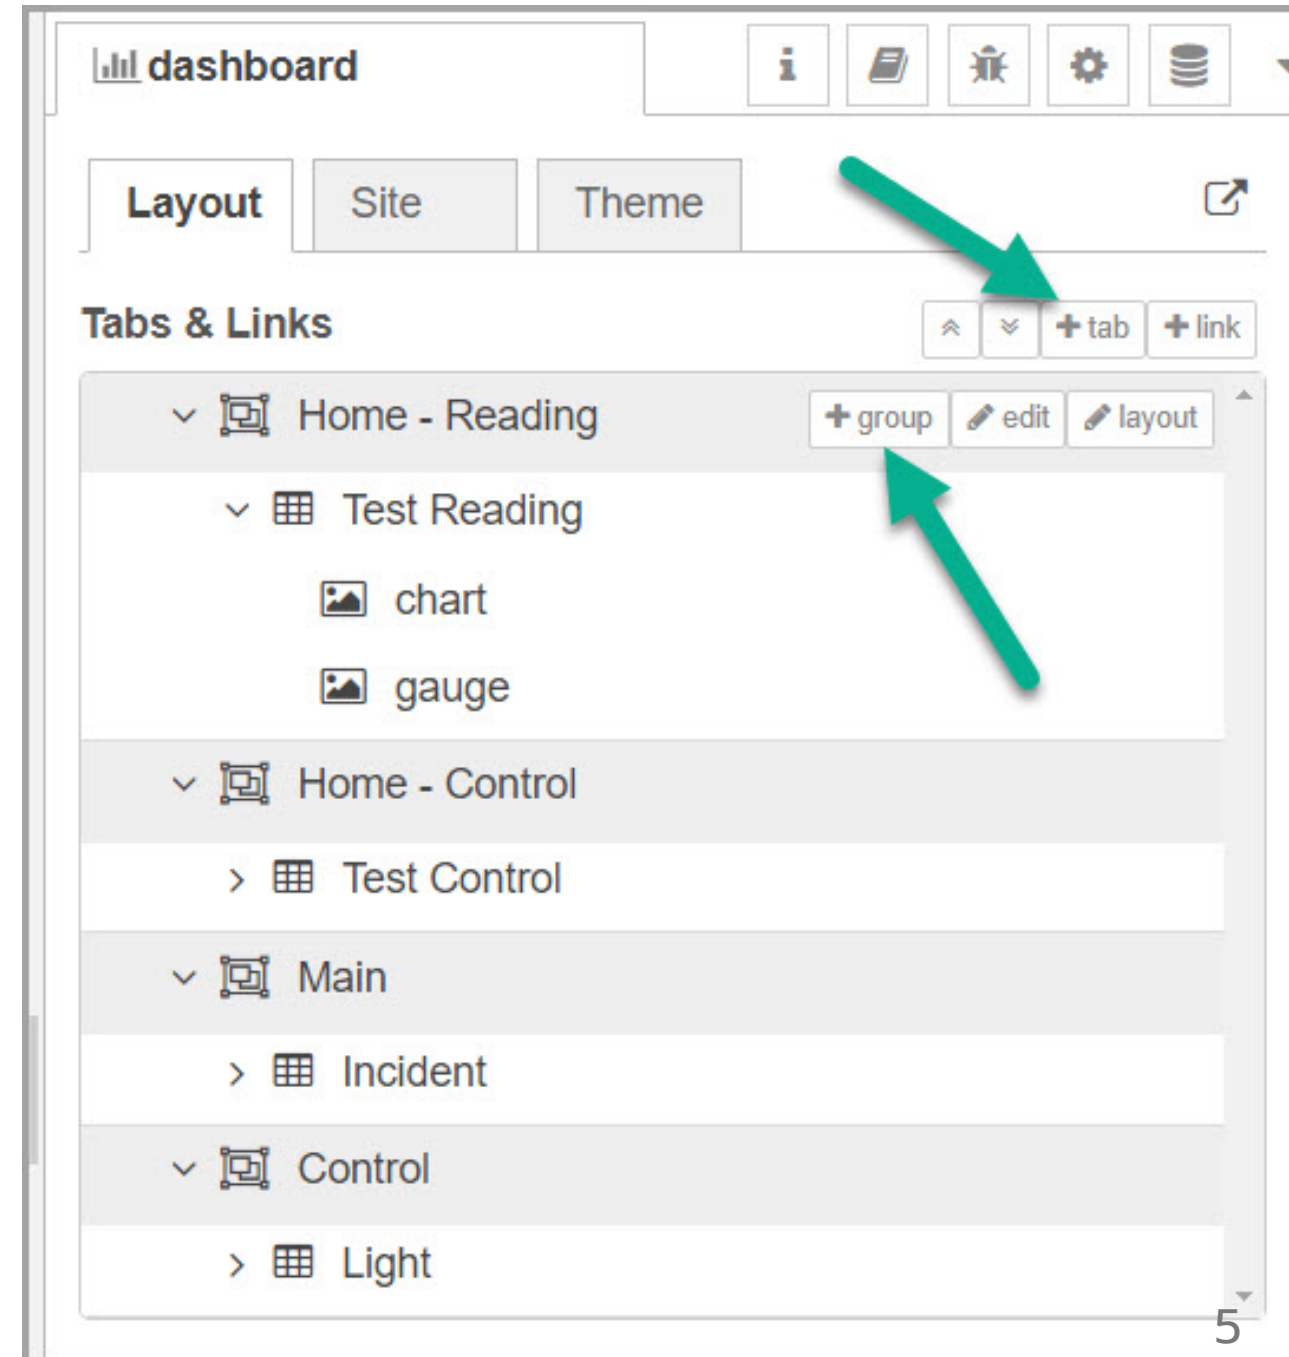 dashboard i
Layout Site Theme
Tabs & Links +tab +link
Home - Reading +group edit layout
Test Reading
chart
gauge
Home - Control
Test Control
Main
Incident
Control
Light
5